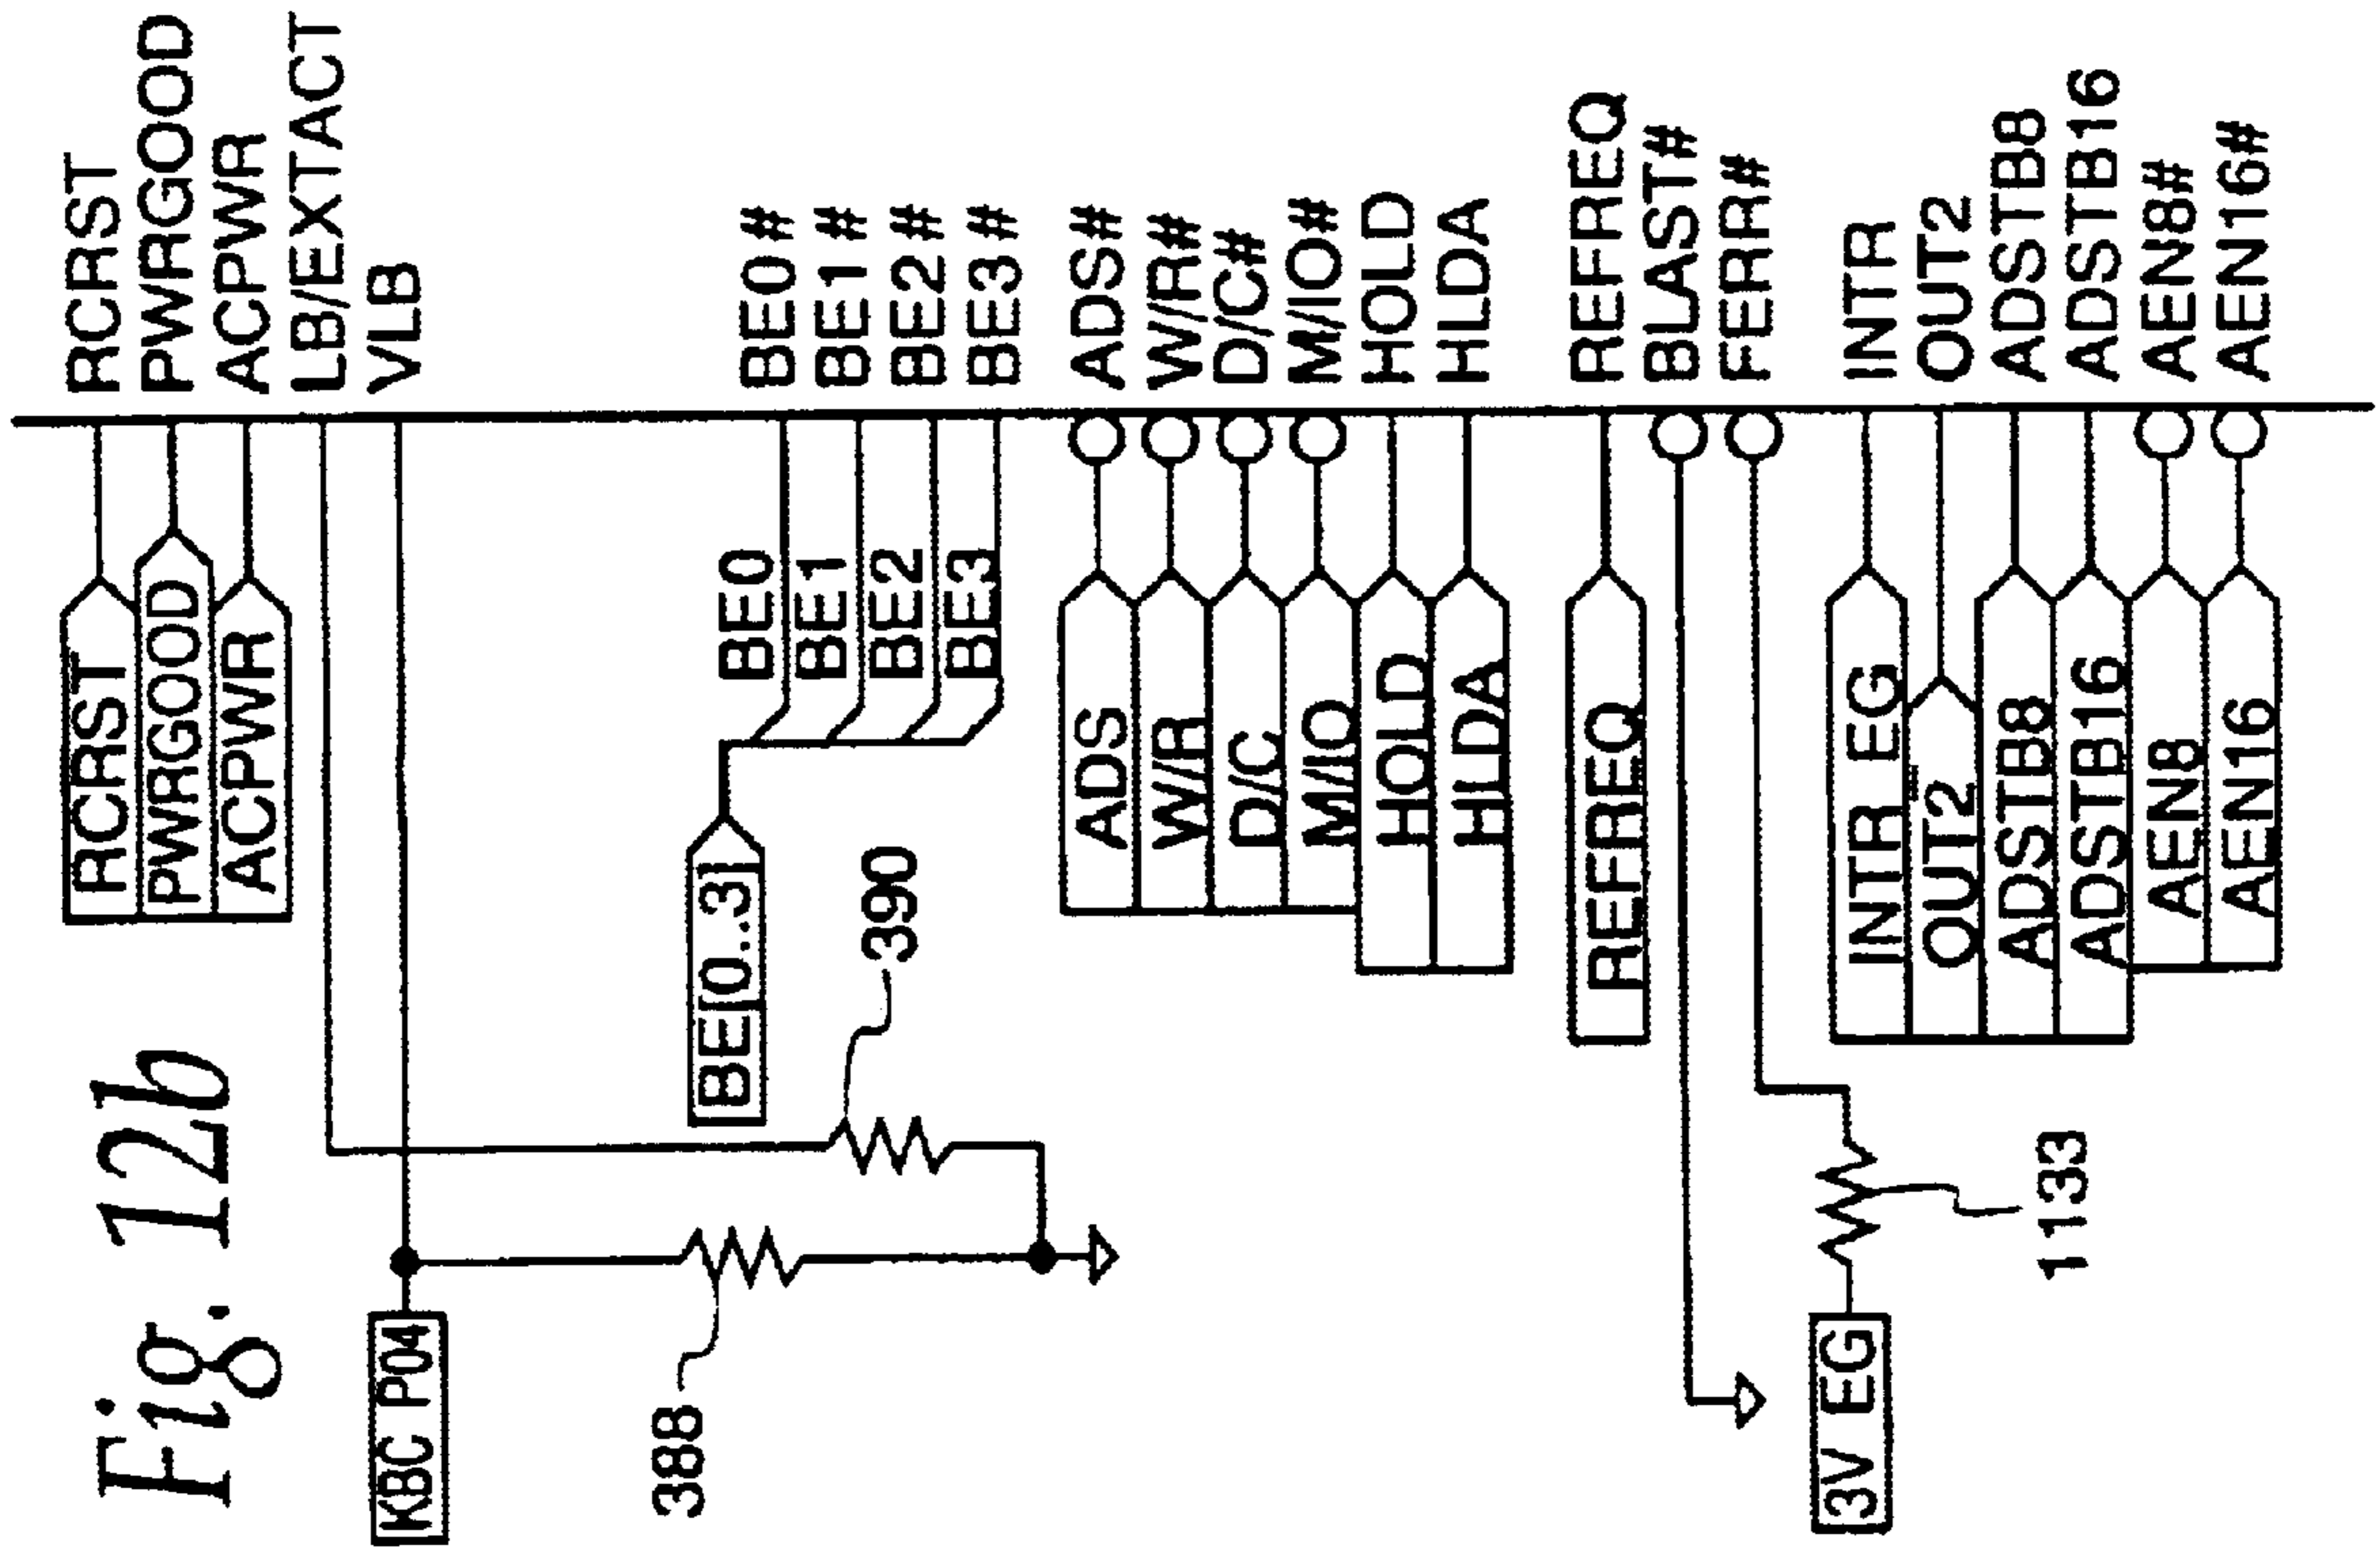 Fig. 12b
RCRST RCRST
PWRGOOD PWRGOOD
ACPWR ACPWR
LB/EXTACT
KBC P04 VLB
388
390
BE[0..3]
BE0 BE0#
BE1 BE1#
BE2 BE2#
BE3 BE3#
ADS ADS#
W/R W/R#
D/C D/C#
M/IO M/IO#
HOLD HOLD
HLDA HLDA
REFREQ REFREQ
BLAST#
FERR#
3V EG
1133
INTR EG INTR
OUT2 OUT2
ADSTB8 ADSTB8
ADSTB16 ADSTB16
AEN8 AEN8#
AEN16 AEN16#